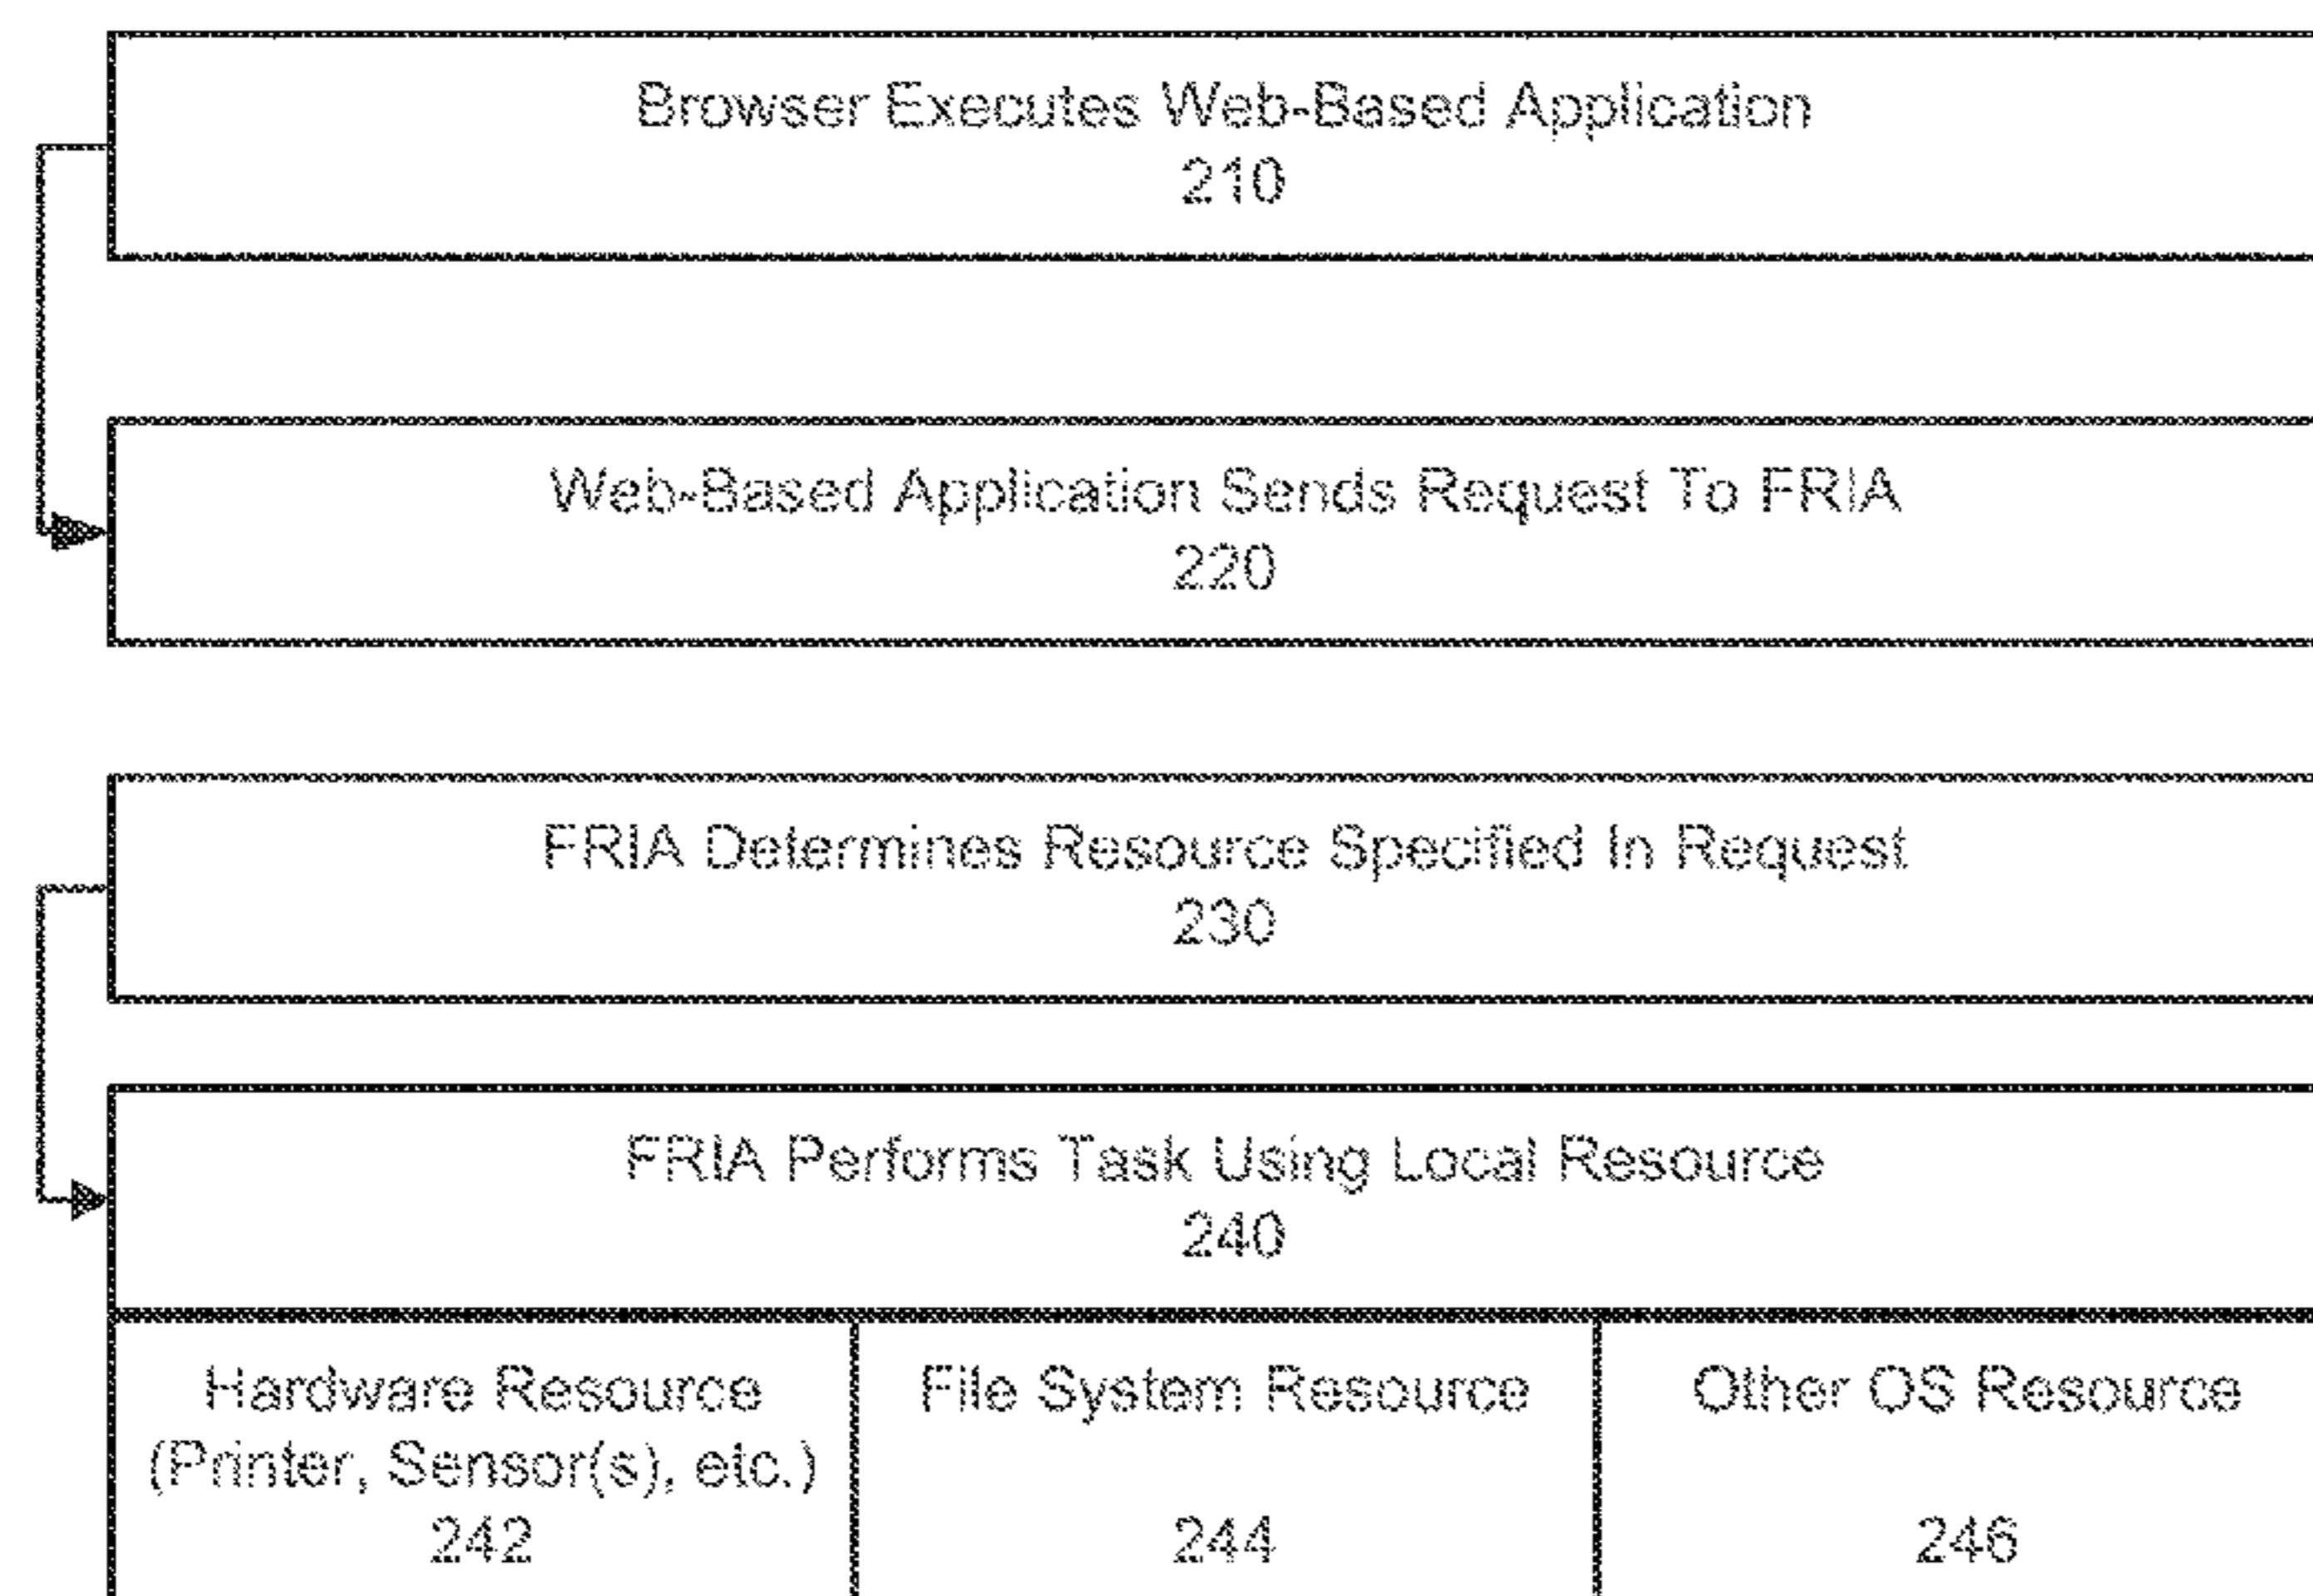 Browser Executes Web-Based Application
210
Web-Based Application Sends Request To FRIA
220
FRIA Determines Resource Specified In Request
230
FRIA Performs Task Using Local Resource
240
Hardware Resource
(Printer, Sensor(s), etc.)
242
File System Resource
244
Other OS Resource
246